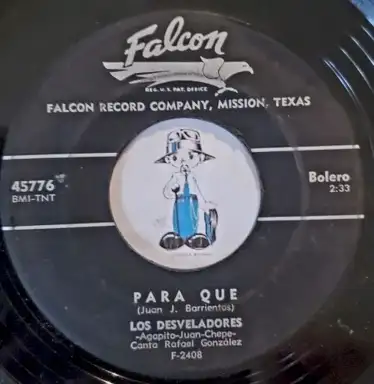 Falcon
REG. U.S. PAT. OFFICE
FALCON RECORD COMPANY, MISSION, TEXAS
45776
BMI-TNT
Bolero
2:33
PARA QUE
(Juan J. Barrientos)
LOS DESVELADORES
-Agapito-Juan-Chepe-
Canta Rafael González
F-2408